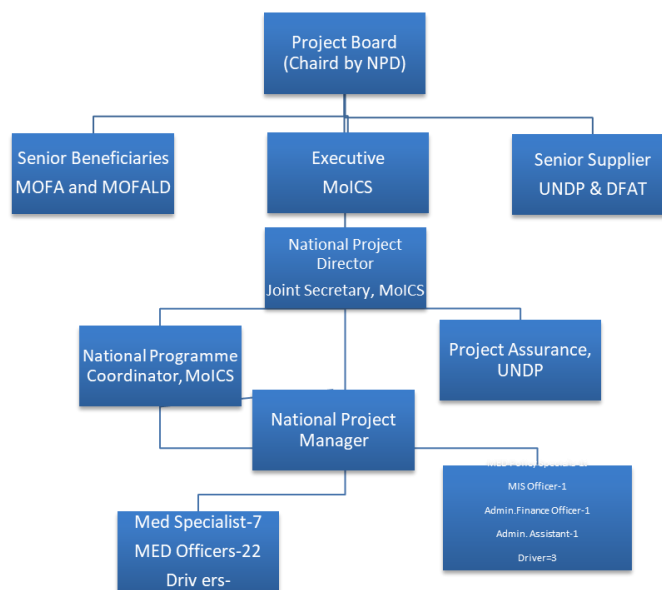 Project Board
(Chaird by NPD)
Senior Beneficiaries
MOFA and MOFALD
Executive
MoICS
Senior Supplier
UNDP & DFAT
National Project
Director
Joint Secretary, MoICS
National Programme
Coordinator, MoICS
Project Assurance,
UNDP
National Project
Manager
MIS Officer-1
Admin.Finance Officer-1
Admin. Assistant-1
Driver=3
Med Specialist-7
MED Officers-22
Driv ers-